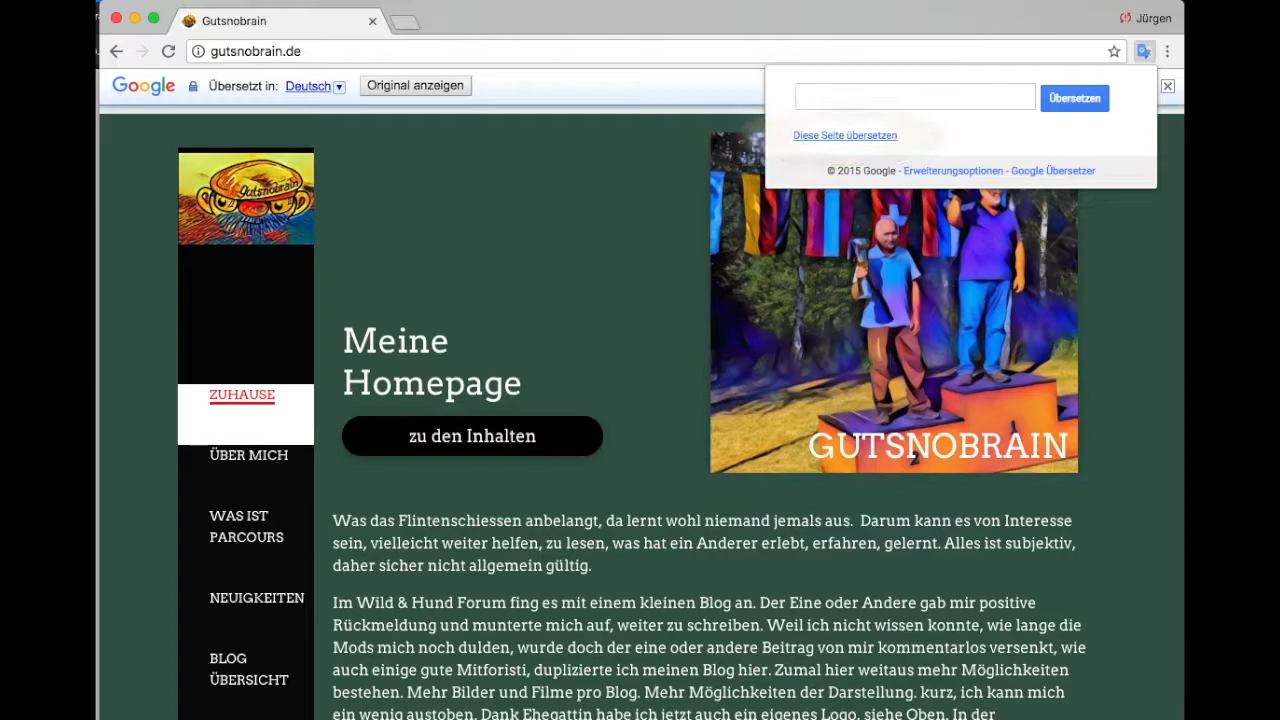 Gutsnobrain
Jürgen
gutsnobrain.de
Google Übersetzt in: Deutsch Original anzeigen
Übersetzen
Diese Seite übersetzen
© 2015 Google - Erweiterungsoptionen - Google Übersetzer
Gutsnobrain
Meine
Homepage
zu den Inhalten
GUTSNOBRAIN
ZUHAUSE
ÜBER MICH
WAS IST
PARCOURS
NEUIGKEITEN
BLOG
ÜBERSICHT
Was das Flintenschiessen anbelangt, da lernt wohl niemand jemals aus. Darum kann es von Interesse
sein, vielleicht weiter helfen, zu lesen, was hat ein Anderer erlebt, erfahren, gelernt. Alles ist subjektiv,
daher sicher nicht allgemein gültig.
Im Wild & Hund Forum fing es mit einem kleinen Blog an. Der Eine oder Andere gab mir positive
Rückmeldung und munterte mich auf, weiter zu schreiben. Weil ich nicht wissen konnte, wie lange die
Mods mich noch dulden, wurde doch der eine oder andere Beitrag von mir kommentarlos versenkt, wie
auch einige gute Mitforisti, duplizierte ich meinen Blog hier. Zumal hier weitaus mehr Möglichkeiten
bestehen. Mehr Bilder und Filme pro Blog. Mehr Möglichkeiten der Darstellung. kurz, ich kann mich
ein wenig austoben. Dank Ehegattin habe ich jetzt auch ein eigenes Logo, siehe Oben. In der